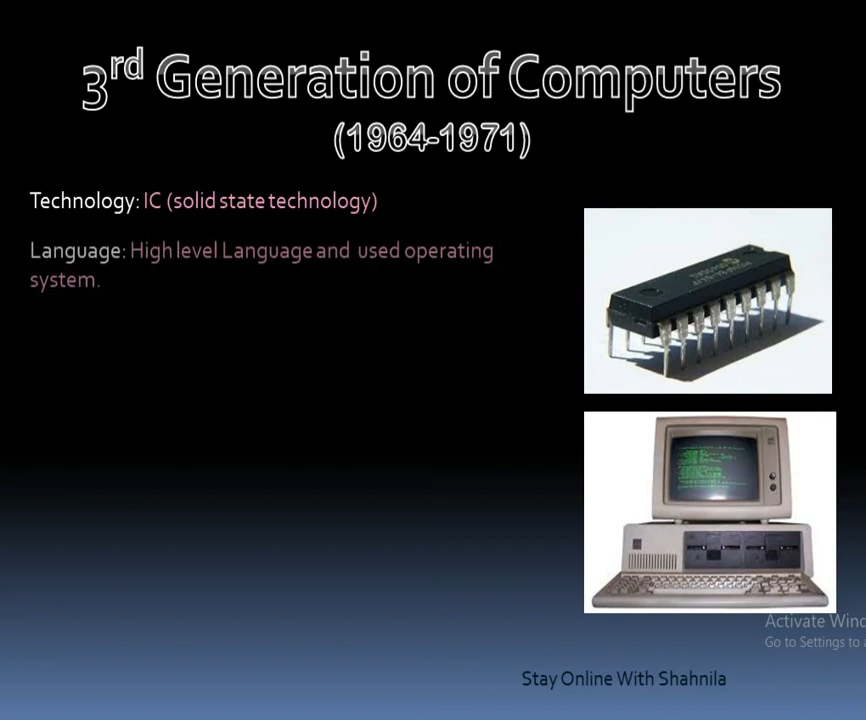 3rd Generation of Computers
(1964-1971)
Technology: IC (solid state technology)
Language: High level Language and used operating
system.
Activate Winc
Go to Settings to a
Stay Online With Shahnila